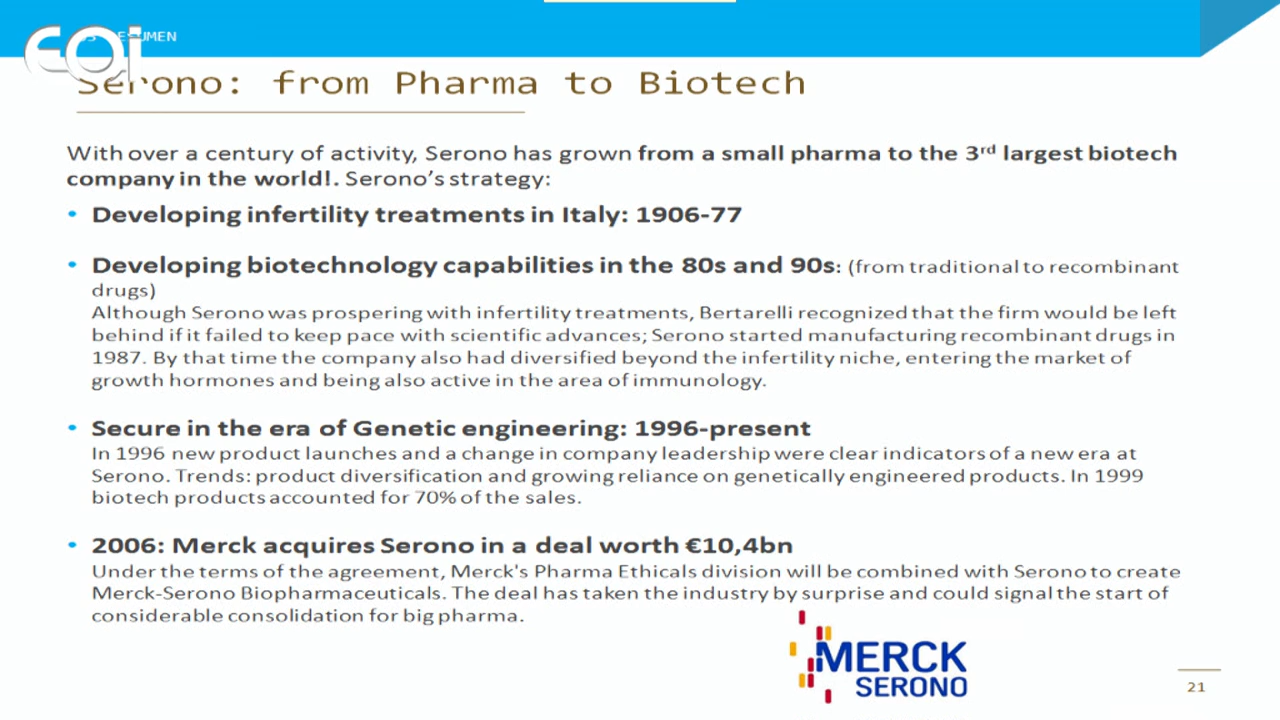 EOI
Serono: from Pharma to Biotech
With over a century of activity, Serono has grown from a small pharma to the 3rd largest biotech
company in the world!. Serono's strategy:
• Developing infertility treatments in Italy: 1906-77
• Developing biotechnology capabilities in the 80s and 90s: (from traditional to recombinant
drugs)
Although Serono was prospering with infertility treatments, Bertarelli recognized that the firm would be left
behind if it failed to keep pace with scientific advances; Serono started manufacturing recombinant drugs in
1987. By that time the company also had diversified beyond the infertility niche, entering the market of
growth hormones and being also active in the area of immunology.
• Secure in the era of Genetic engineering: 1996-present
In 1996 new product launches and a change in company leadership were clear indicators of a new era at
Serono. Trends: product diversification and growing reliance on genetically engineered products. In 1999
biotech products accounted for 70% of the sales.
• 2006: Merck acquires Serono in a deal worth €10,4bn
Under the terms of the agreement, Merck's Pharma Ethicals division will be combined with Serono to create
Merck-Serono Biopharmaceuticals. The deal has taken the industry by surprise and could signal the start of
considerable consolidation for big pharma.
MERCK
SERONO
21